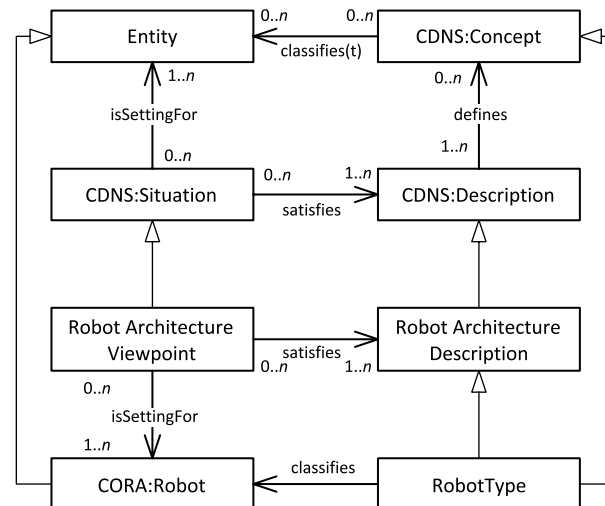 0..n 0..n
Entity CDNS:Concept
classifies(t)
1..n 0..n
isSettingFor defines
0..n 1..n
0..n 1..n
CDNS:Situation CDNS:Description
satisfies
Robot Architecture Robot Architecture
Viewpoint Description
satisfies
0..n 0..n 1..n
isSettingFor
1..n
classifies
CORA:Robot RobotType